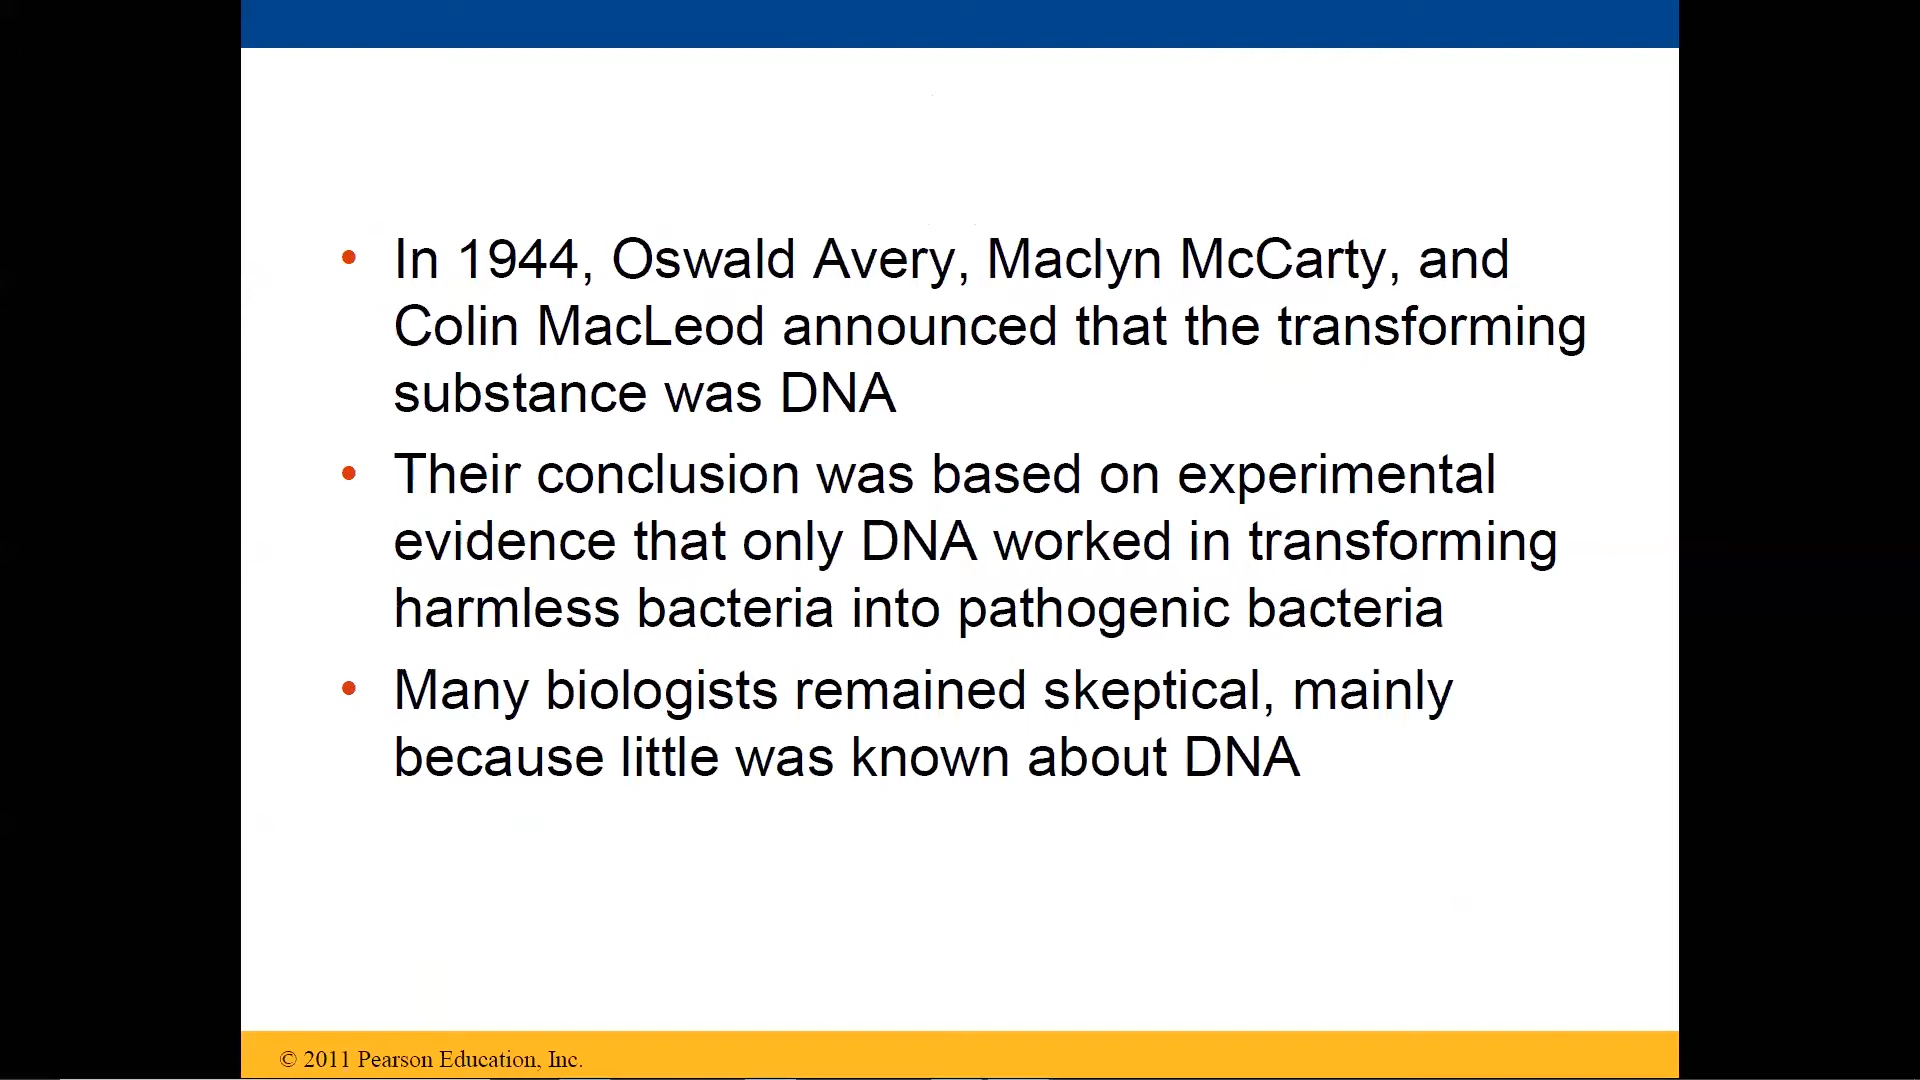 • In 1944, Oswald Avery, Maclyn McCarty, and
Colin MacLeod announced that the transforming
substance was DNA
• Their conclusion was based on experimental
evidence that only DNA worked in transforming
harmless bacteria into pathogenic bacteria
• Many biologists remained skeptical, mainly
because little was known about DNA
© 2011 Pearson Education, Inc.